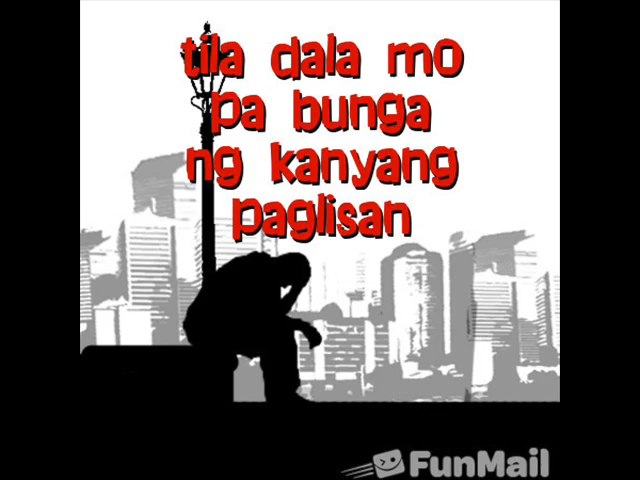 tila dala mo
pa bunga
ng kanyang
paglisan
FunMail